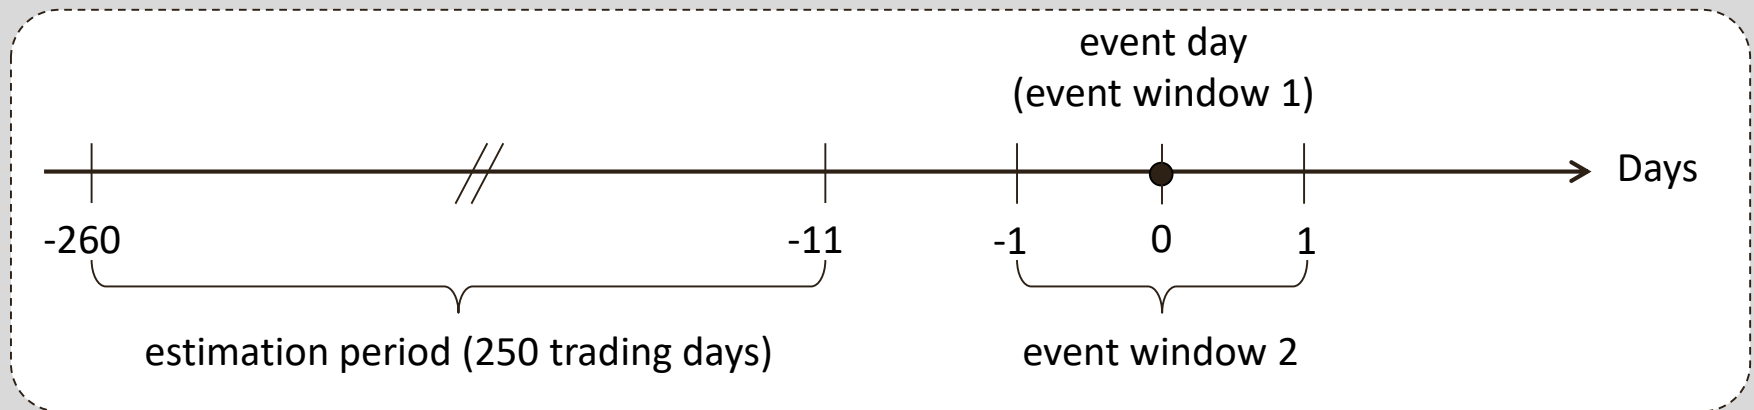 event day
(event window 1)
Days
-260
-11
-1
0
1
estimation period (250 trading days)
event window 2